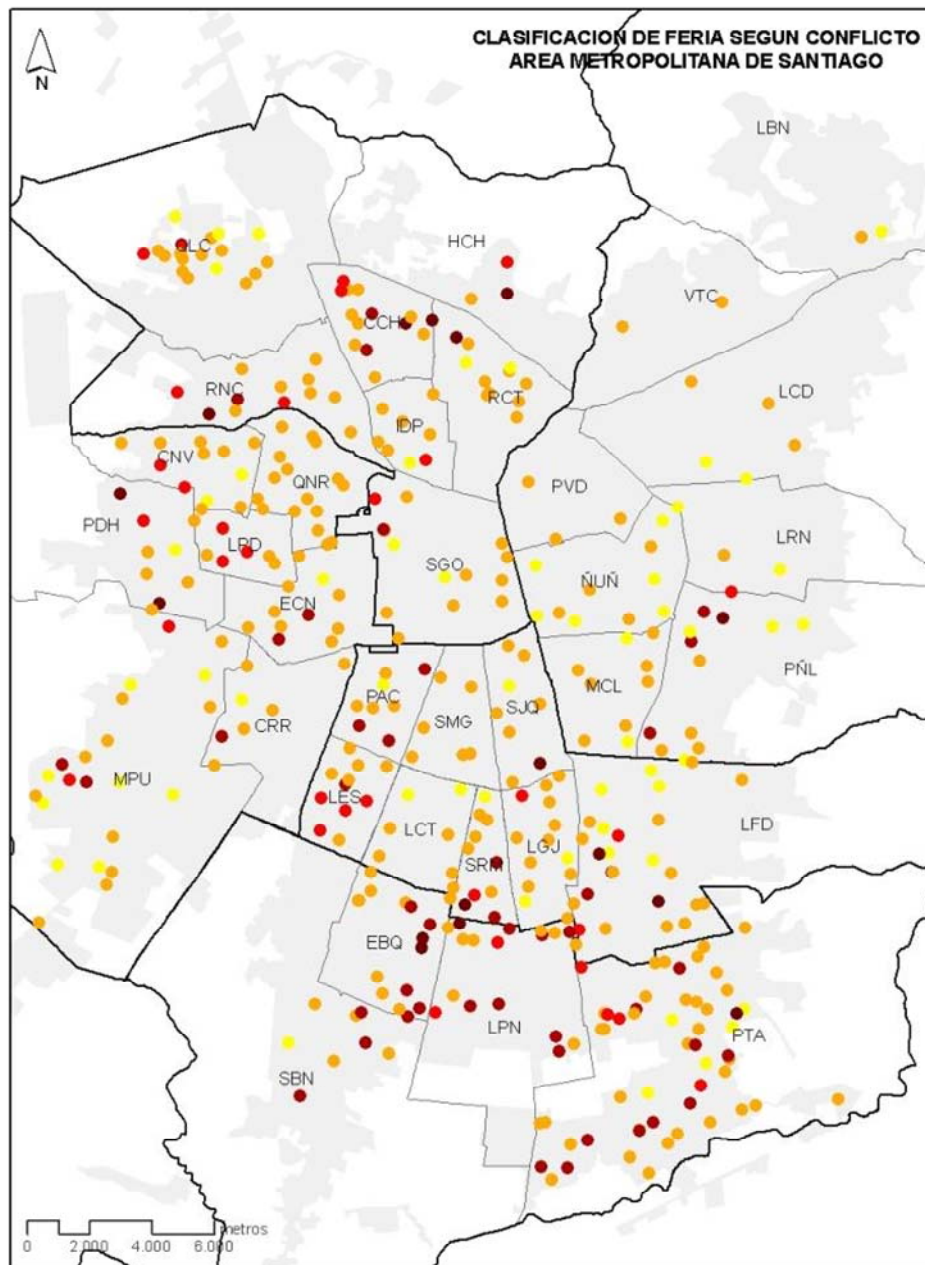 CLASIFICACION DE FERIA SEGUN CONFLICTO
AREA METROPOLITANA DE SANTIAGO
N
LBN
HCH
QLC
VTC
CCH
LCD
RNC
RCT
IDP
CNV
QNR
PVD
PDH
LRN
LPD
SGO
ÑUÑ
ECN
PAC
MCL
PÑL
CRR
SMG
SJQ
MPU
LES
LCT
LGJ
LFD
SRM
EBQ
LPN
PTA
SBN
metros
0 2.000 4.000 6.000